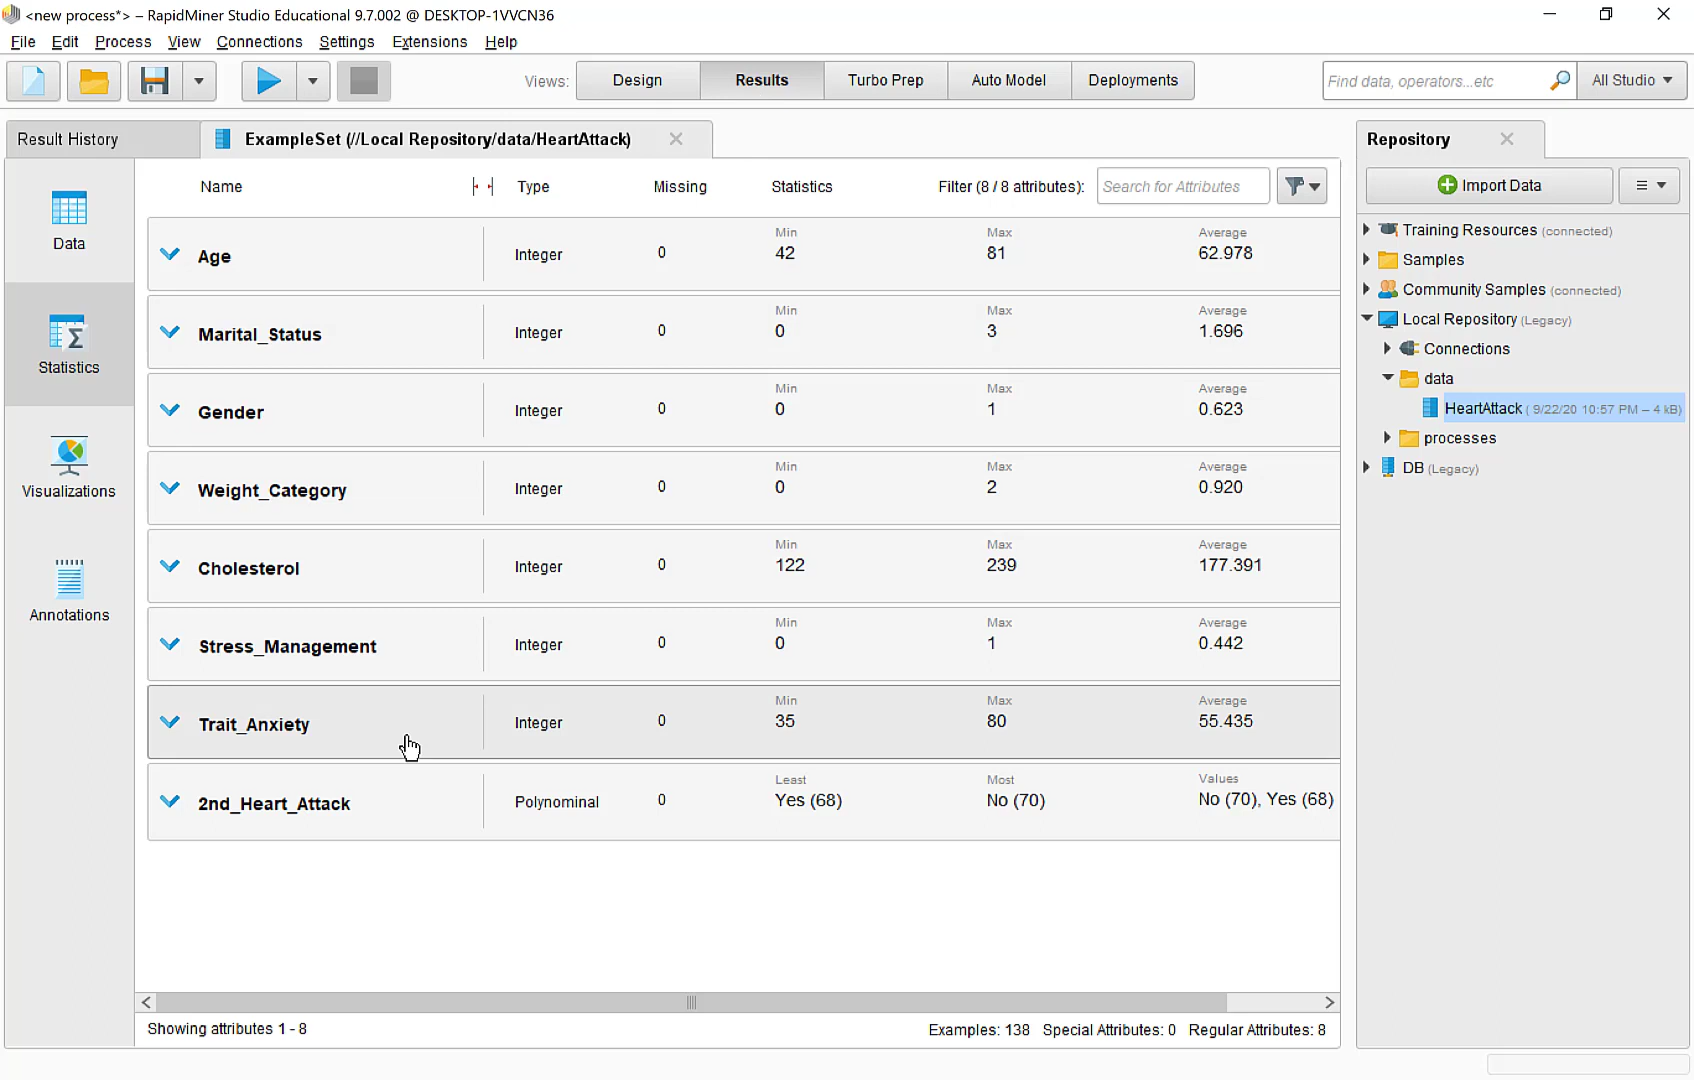 <new process*> – RapidMiner Studio Educational 9.7.002 @ DESKTOP-1VVCN36
File Edit Process View Connections Settings Extensions Help
Views: Design Results Turbo Prep Auto Model Deployments Find data, operators...etc All Studio
Result History ExampleSet (//Local Repository/data/HeartAttack) Repository
Name Type Missing Statistics Filter (8 / 8 attributes): Search for Attributes
Data
Statistics
Visualizations
Annotations
Min Max Average
Age Integer 0 42 81 62.978
Min Max Average
Marital_Status Integer 0 0 3 1.696
Min Max Average
Gender Integer 0 0 1 0.623
Min Max Average
Weight_Category Integer 0 0 2 0.920
Min Max Average
Cholesterol Integer 0 122 239 177.391
Min Max Average
Stress_Management Integer 0 0 1 0.442
Min Max Average
Trait_Anxiety Integer 0 35 80 55.435
Least Most Values
2nd_Heart_Attack Polynominal 0 Yes (68) No (70) No (70), Yes (68)
Showing attributes 1 - 8 Examples: 138 Special Attributes: 0 Regular Attributes: 8
Import Data
Training Resources (connected)
Samples
Community Samples (connected)
Local Repository (Legacy)
Connections
data
HeartAttack ( 9/22/20 10:57 PM – 4 kB)
processes
DB (Legacy)